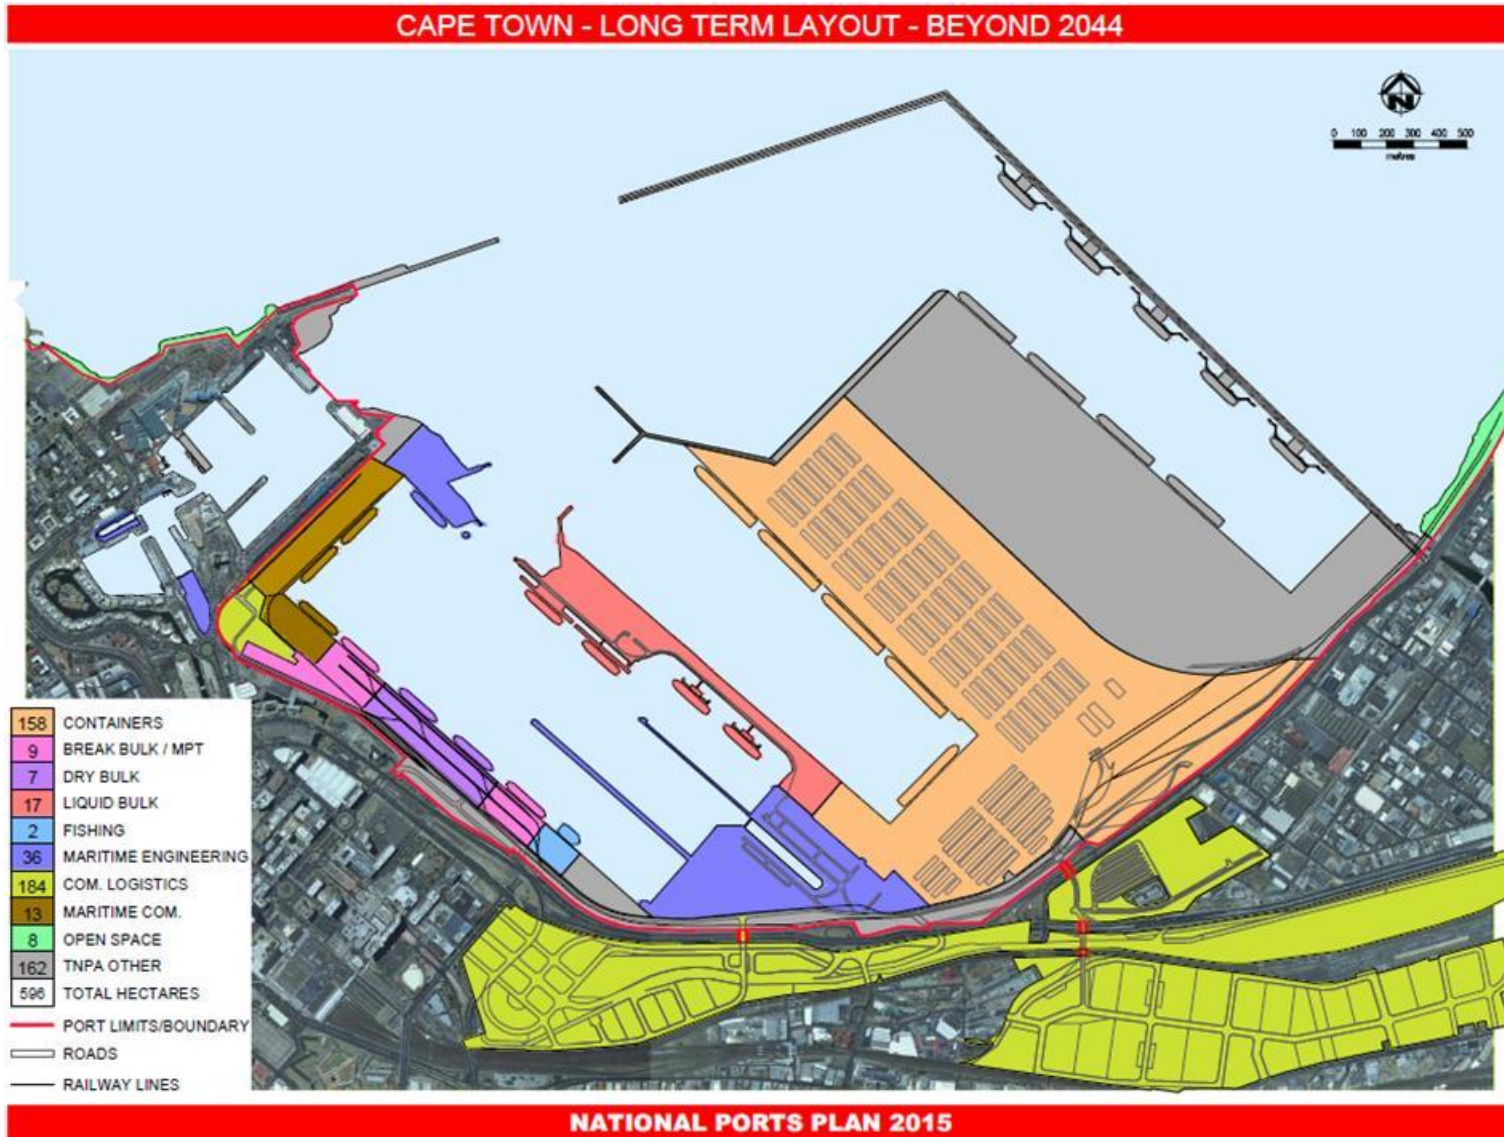 CAPE TOWN - LONG TERM LAYOUT - BEYOND 2044
N
0 100 200 300 400 500
metres
158 CONTAINERS
9 BREAK BULK / MPT
7 DRY BULK
17 LIQUID BULK
2 FISHING
36 MARITIME ENGINEERING
184 COM. LOGISTICS
13 MARITIME COM.
8 OPEN SPACE
162 TNPA OTHER
596 TOTAL HECTARES
PORT LIMITS/BOUNDARY
ROADS
RAILWAY LINES
NATIONAL PORTS PLAN 2015